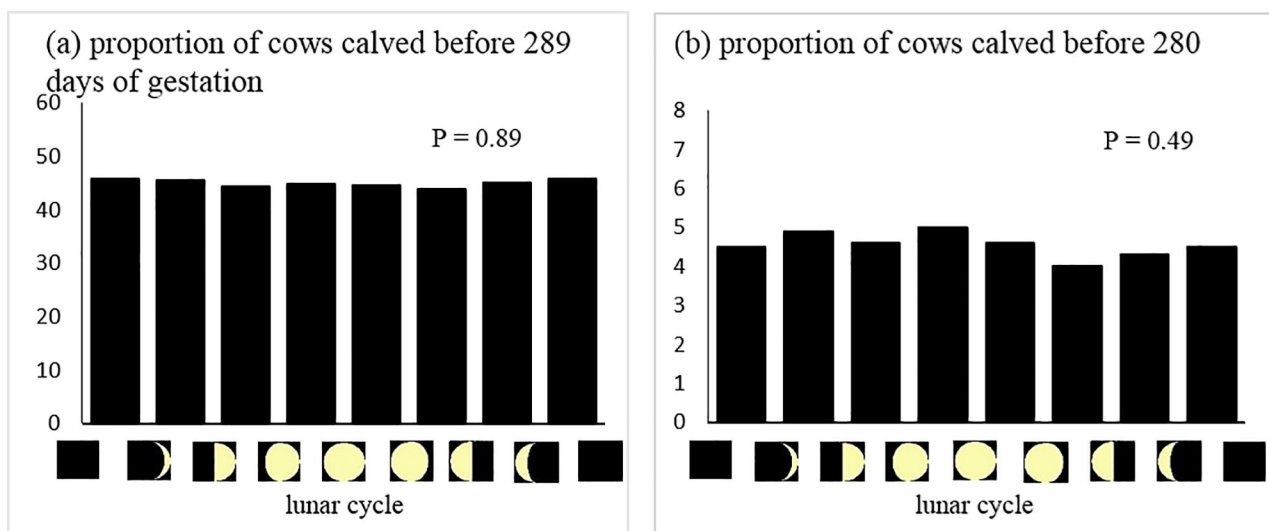 (a) proportion of cows calved before 289
days of gestation
60
P = 0.89
50
40
30
20
10
0
lunar cycle
(b) proportion of cows calved before 280
8
P = 0.49
7
6
5
4
3
2
1
0
lunar cycle